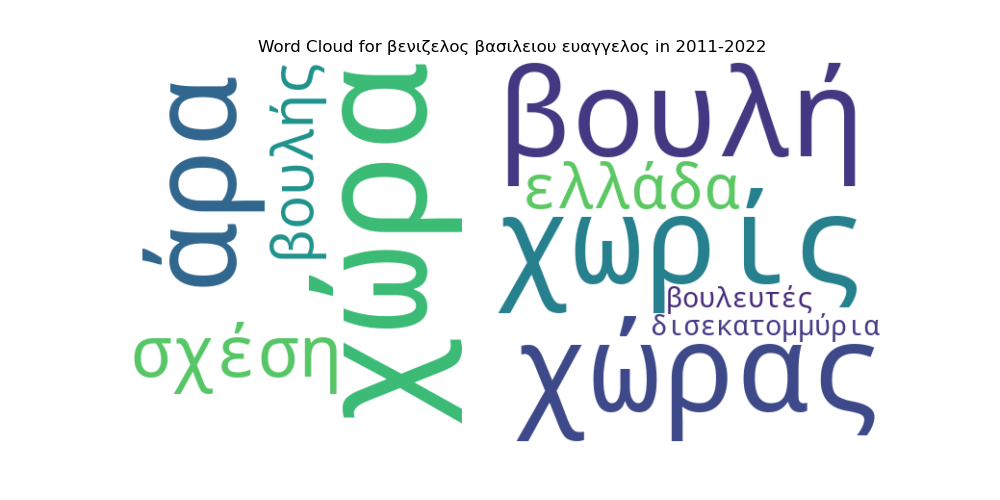 Word Cloud for βενιζελος βασιλειου ευαγγελος in 2011-2022
άρα
βουλής
χώρα
σχέση
βουλή
ελλάδα
χωρίς
βουλευτές
δισεκατομμύρια
χώρας